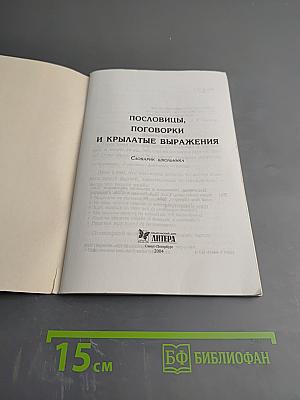 ПОСЛОВИЦЫ,
ПОГОВОРКИ
И КРЫЛАТЫЕ ВЫРАЖЕНИЯ
Словарик школьника
ЛИТЕРА
Санкт-Петербург
2004
15 см
БФ БИБЛИОФАН